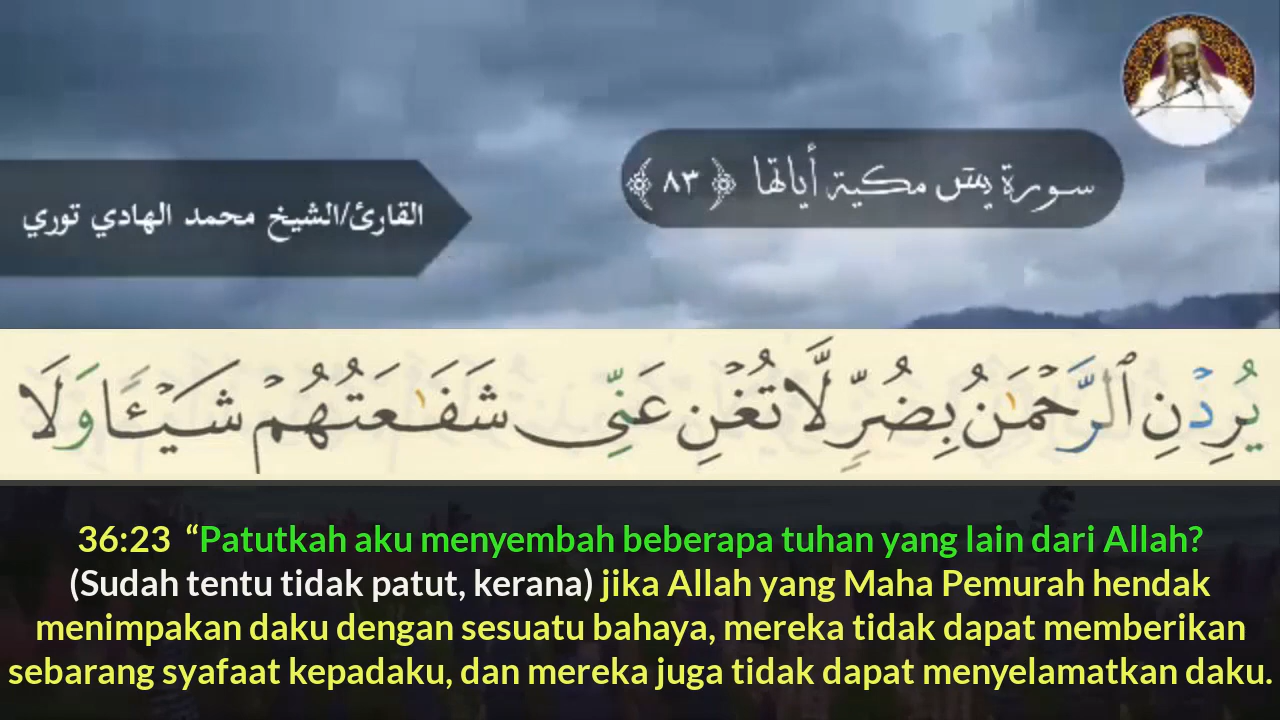 سورة يس مكية أياتها ﴿٨٣﴾
القارئ/الشيخ محمد الهادي توري
يُرِدْنِ ٱلرَّحْمَـٰنُ بِضُرٍّ لَّا تُغْنِ عَنِّى شَفَـٰعَتُهُمْ شَيْـًٔا وَلَا
36:23 “Patutkah aku menyembah beberapa tuhan yang lain dari Allah?
(Sudah tentu tidak patut, kerana) jika Allah yang Maha Pemurah hendak
menimpakan daku dengan sesuatu bahaya, mereka tidak dapat memberikan
sebarang syafaat kepadaku, dan mereka juga tidak dapat menyelamatkan daku.